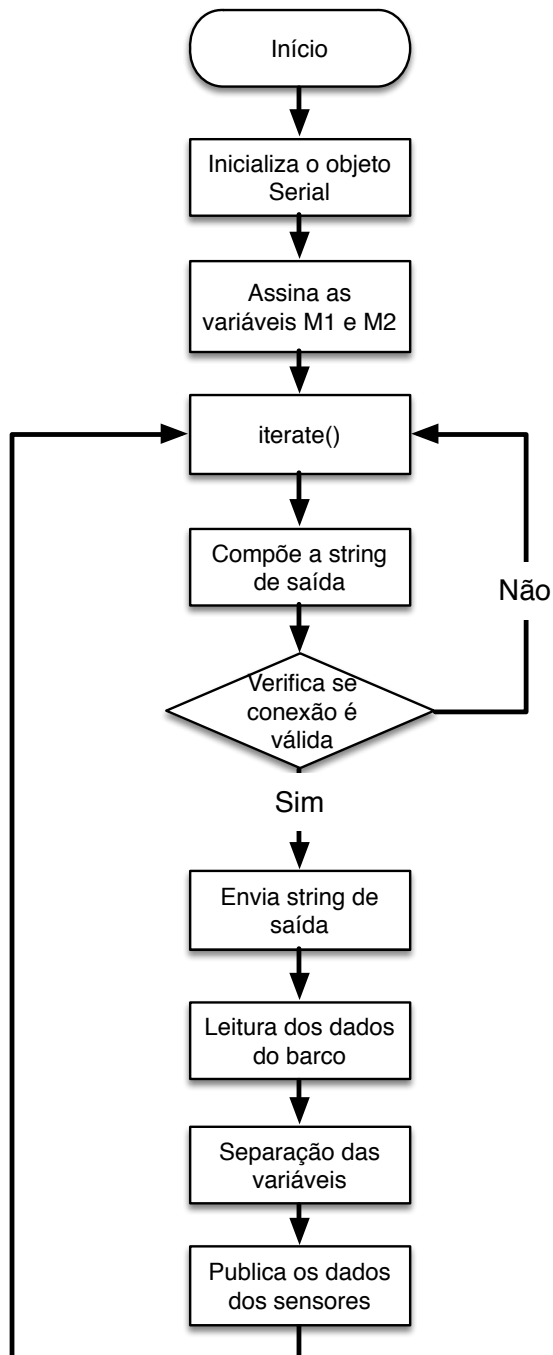 Início
Inicializa o objeto
Serial
Assina as
variáveis M1 e M2
iterate()
Compõe a string
de saída
Não
Verifica se
conexão é
válida
Sim
Envia string de
saída
Leitura dos dados
do barco
Separação das
variáveis
Publica os dados
dos sensores